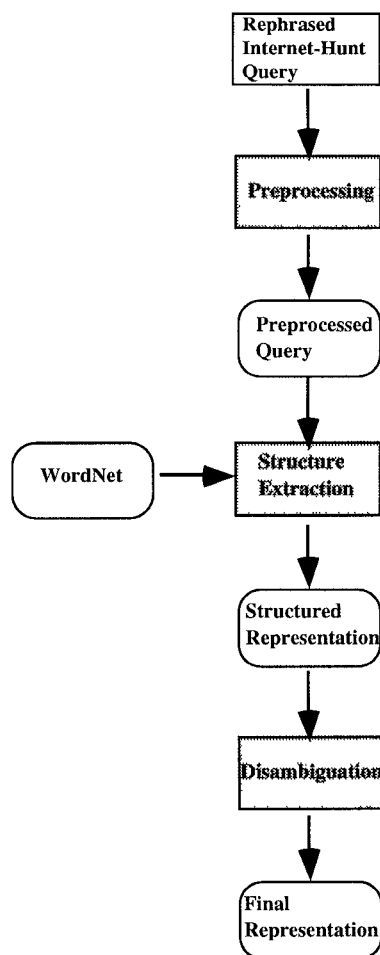 Rephrased
Internet-Hunt
Query
Preprocessing
Preprocessed
Query
WordNet
Structure
Extraction
Structured
Representation
Disambiguation
Final
Representation